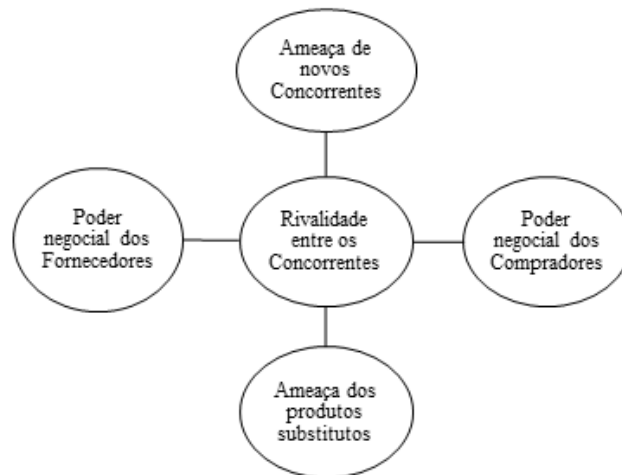 Ameaça de
novos
Concorrentes
Poder
negocial dos
Fornecedores
Rivalidade
entre os
Concorrentes
Poder
negocial dos
Compradores
Ameaça dos
produtos
substitutos